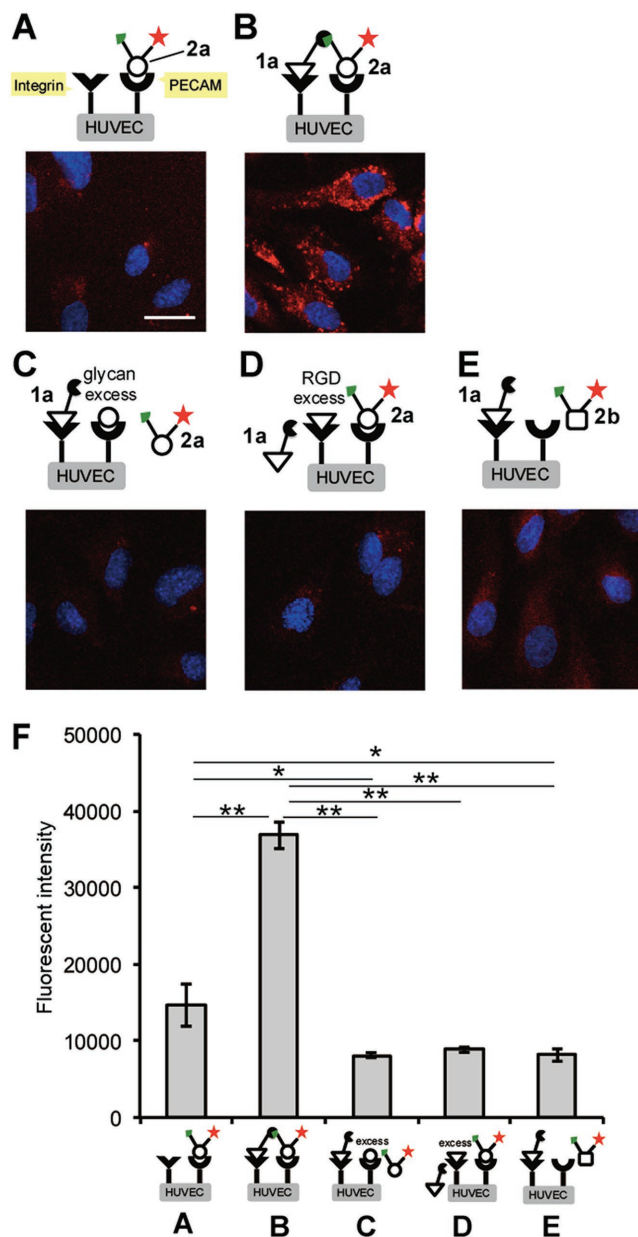 A
B
2a
1a
2a
Integrin
PECAM
HUVEC
HUVEC
C
D
E
glycan
excess
1a
2a
RGD
excess
1a
2a
1a
2b
HUVEC
HUVEC
HUVEC
F
50000
40000
30000
20000
10000
0
Fluorescent intensity
*
*
**
**
**
**
excess
excess
HUVEC
HUVEC
HUVEC
HUVEC
HUVEC
A
B
C
D
E